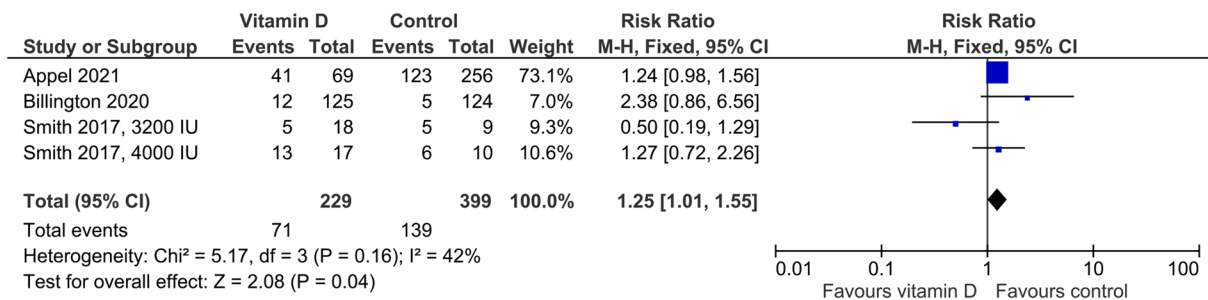 Vitamin D Control Risk Ratio Risk Ratio
Study or Subgroup Events Total Events Total Weight M-H, Fixed, 95% CI M-H, Fixed, 95% CI
Appel 2021 41 69 123 256 73.1% 1.24 [0.98, 1.56]
Billington 2020 12 125 5 124 7.0% 2.38 [0.86, 6.56]
Smith 2017, 3200 IU 5 18 5 9 9.3% 0.50 [0.19, 1.29]
Smith 2017, 4000 IU 13 17 6 10 10.6% 1.27 [0.72, 2.26]
Total (95% CI) 229 399 100.0% 1.25 [1.01, 1.55]
Total events 71 139
Heterogeneity: Chi² = 5.17, df = 3 (P = 0.16); I² = 42%
Test for overall effect: Z = 2.08 (P = 0.04)
0.01 0.1 1 10 100
Favours vitamin D Favours control